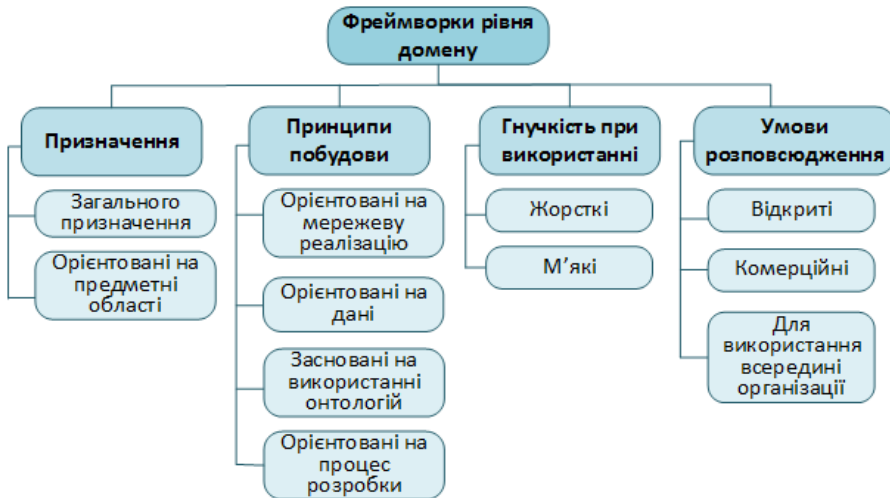 Фреймворки рівня
домену
Призначення
Загального
призначення
Орієнтовані на
предметні
області
Принципи
побудови
Орієнтовані на
мережеву
реалізацію
Орієнтовані на
дані
Засновані на
використанні
онтологій
Орієнтовані на
процес
розробки
Гнучкість при
використанні
Жорсткі
М’які
Умови
розповсюдження
Відкриті
Комерційні
Для
використання
всередині
організації